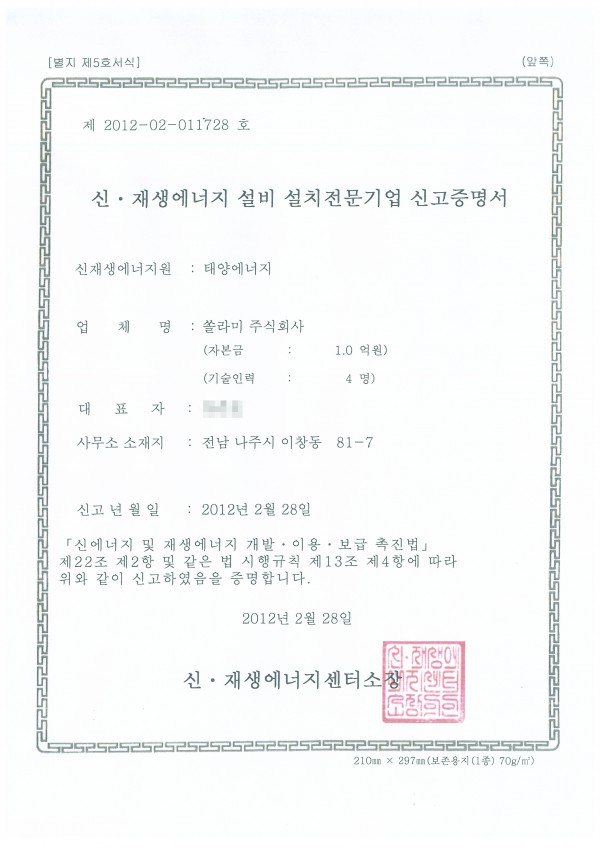 [별지 제5호서식]
(앞쪽)
제 2012-02-011728 호
신·재생에너지 설비 설치전문기업 신고증명서
신재생에너지원 : 태양에너지
업 체 명 : 쏠라미 주식회사
(자본금 : 1.0 억원)
(기술인력 : 4 명)
대 표 자 :
사무소 소재지 : 전남 나주시 이창동 81-7
신고년월일 : 2012년 2월 28일
「신에너지 및 재생에너지 개발·이용·보급 촉진법」
제22조 제2항 및 같은 법 시행규칙 제13조 제4항에 따라
위와 같이 신고하였음을 증명합니다.
2012년 2월 28일
신·재생에너지센터소장
210㎜ × 297㎜(보존용지(1종) 70g/㎡)